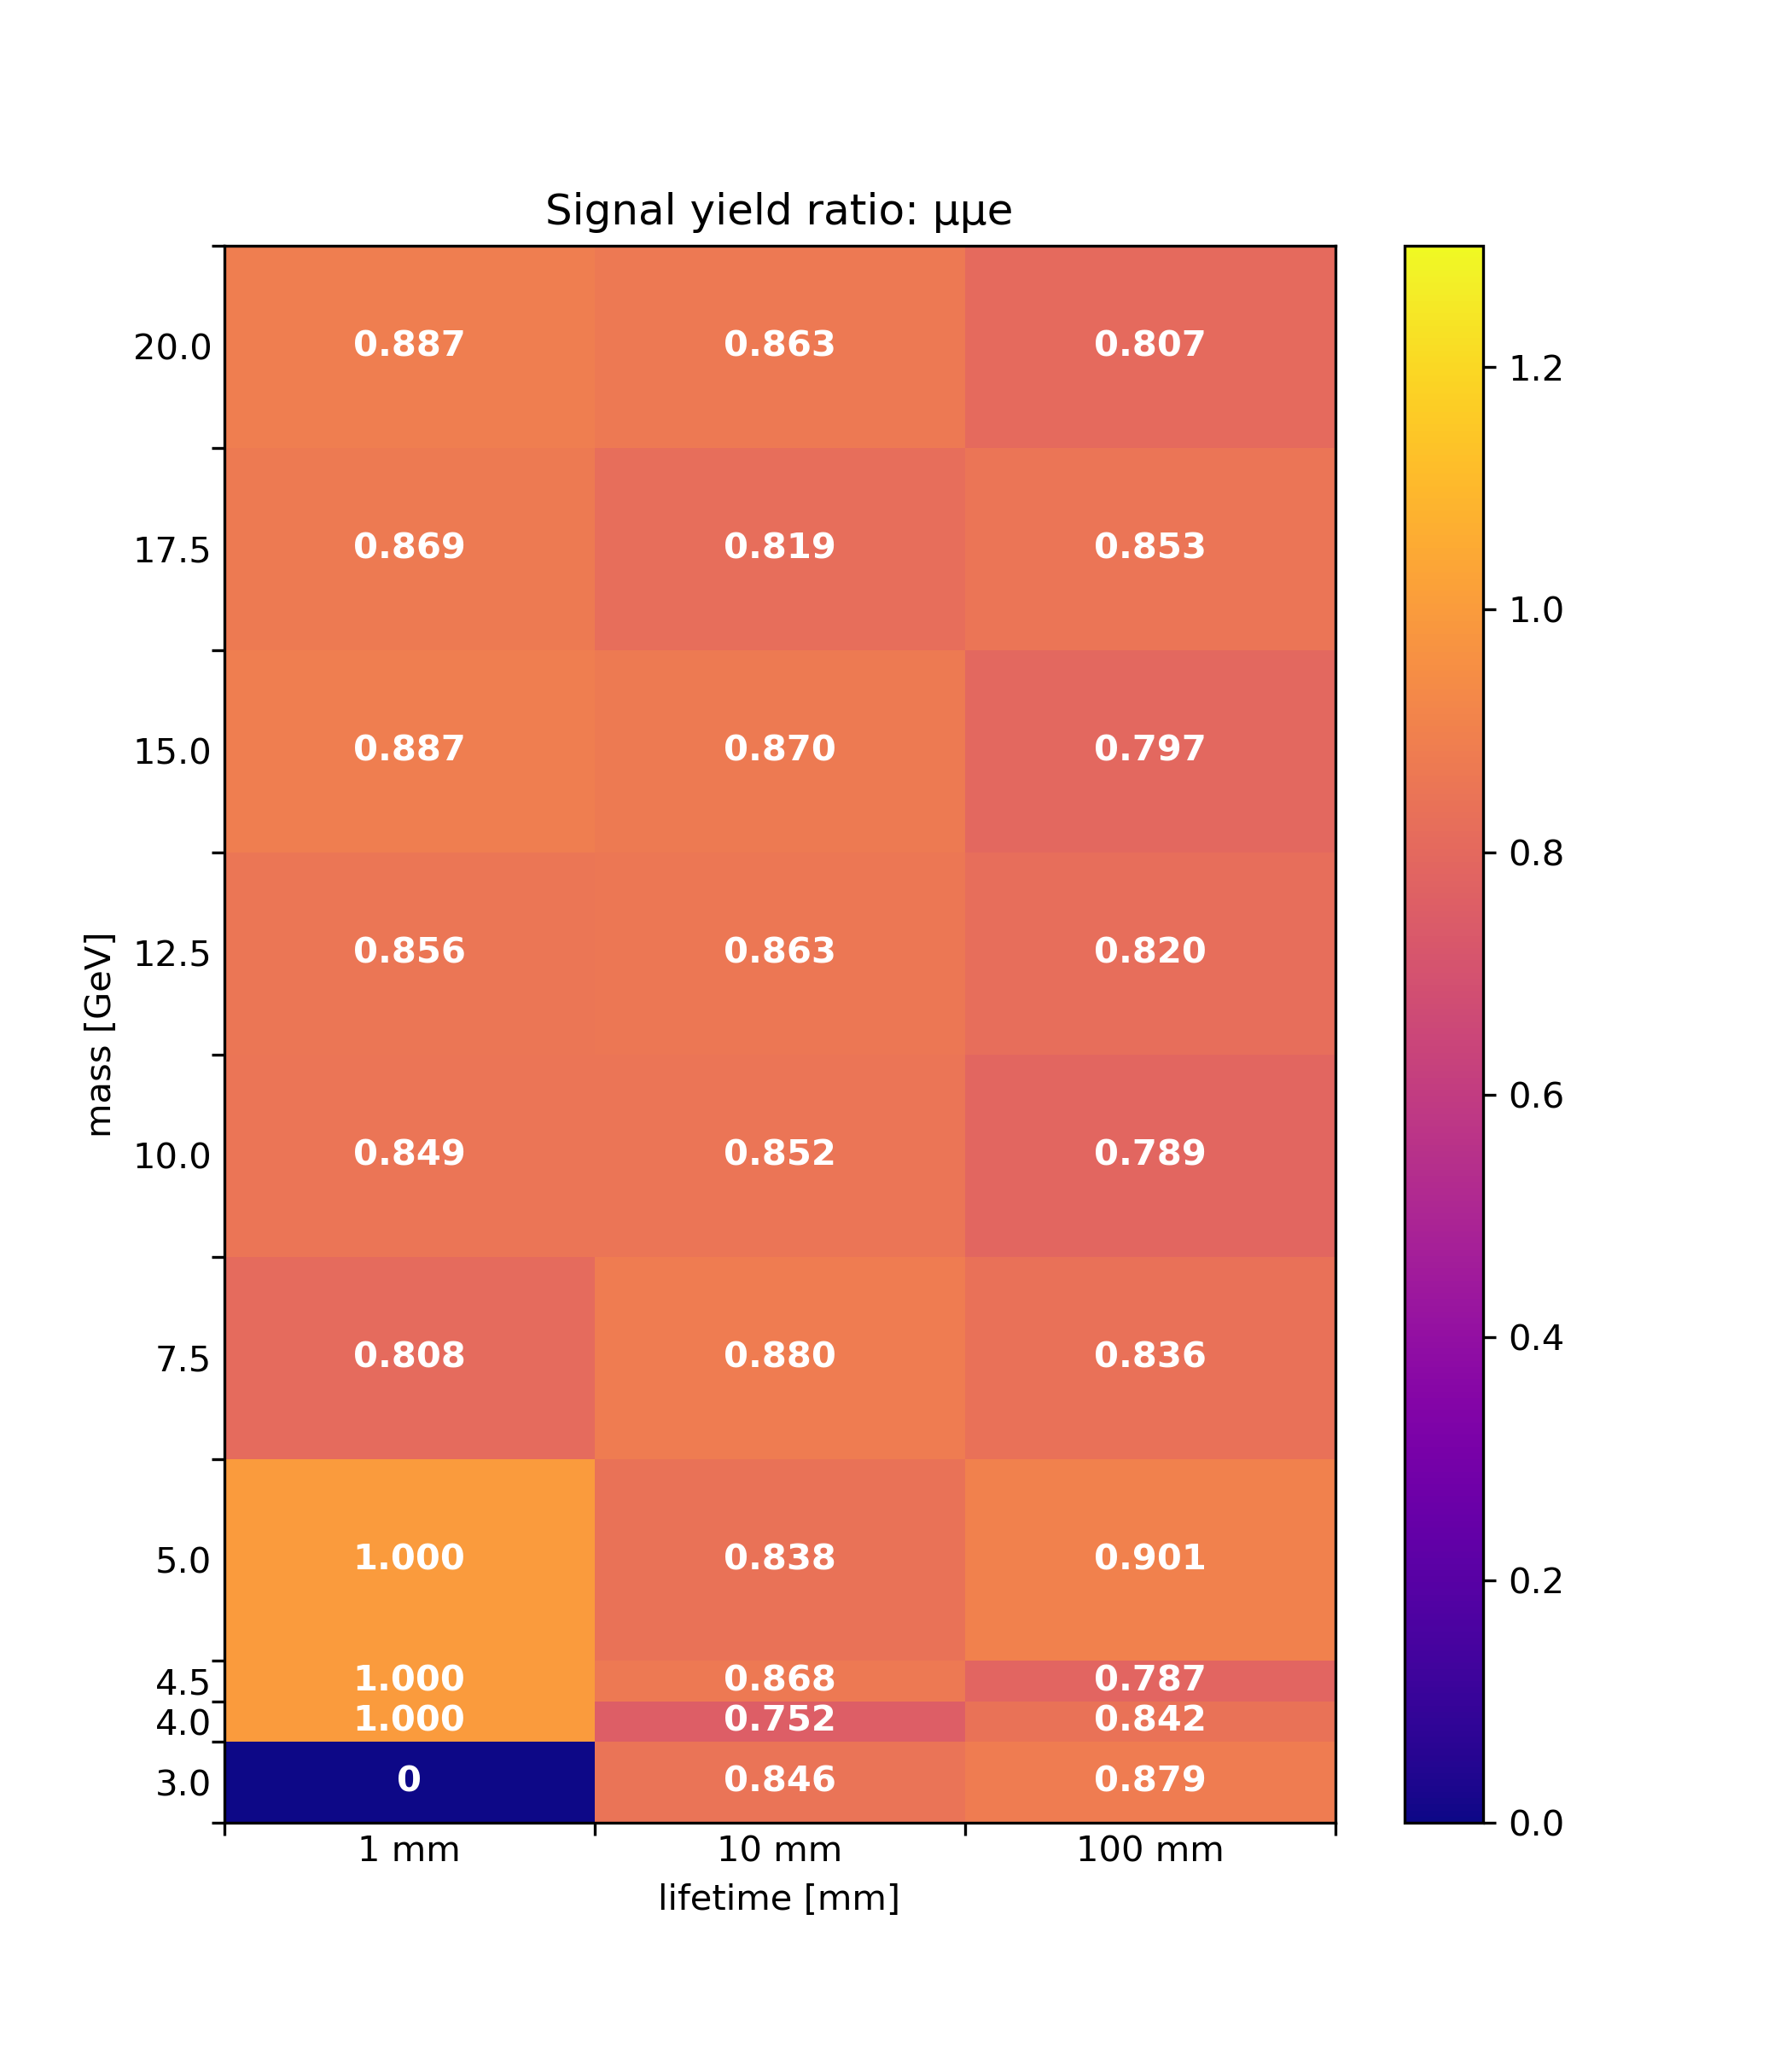 Signal yield ratio: μμe
20.0 0.887 0.863 0.807
1.2
17.5 0.869 0.819 0.853
1.0
15.0 0.887 0.870 0.797
0.8
12.5 0.856 0.863 0.820
mass [GeV]
0.6
10.0 0.849 0.852 0.789
0.4
7.5 0.808 0.880 0.836
5.0 1.000 0.838 0.901
0.2
4.5 1.000 0.868 0.787
4.0 1.000 0.752 0.842
3.0 0 0.846 0.879
0.0
1 mm 10 mm 100 mm
lifetime [mm]